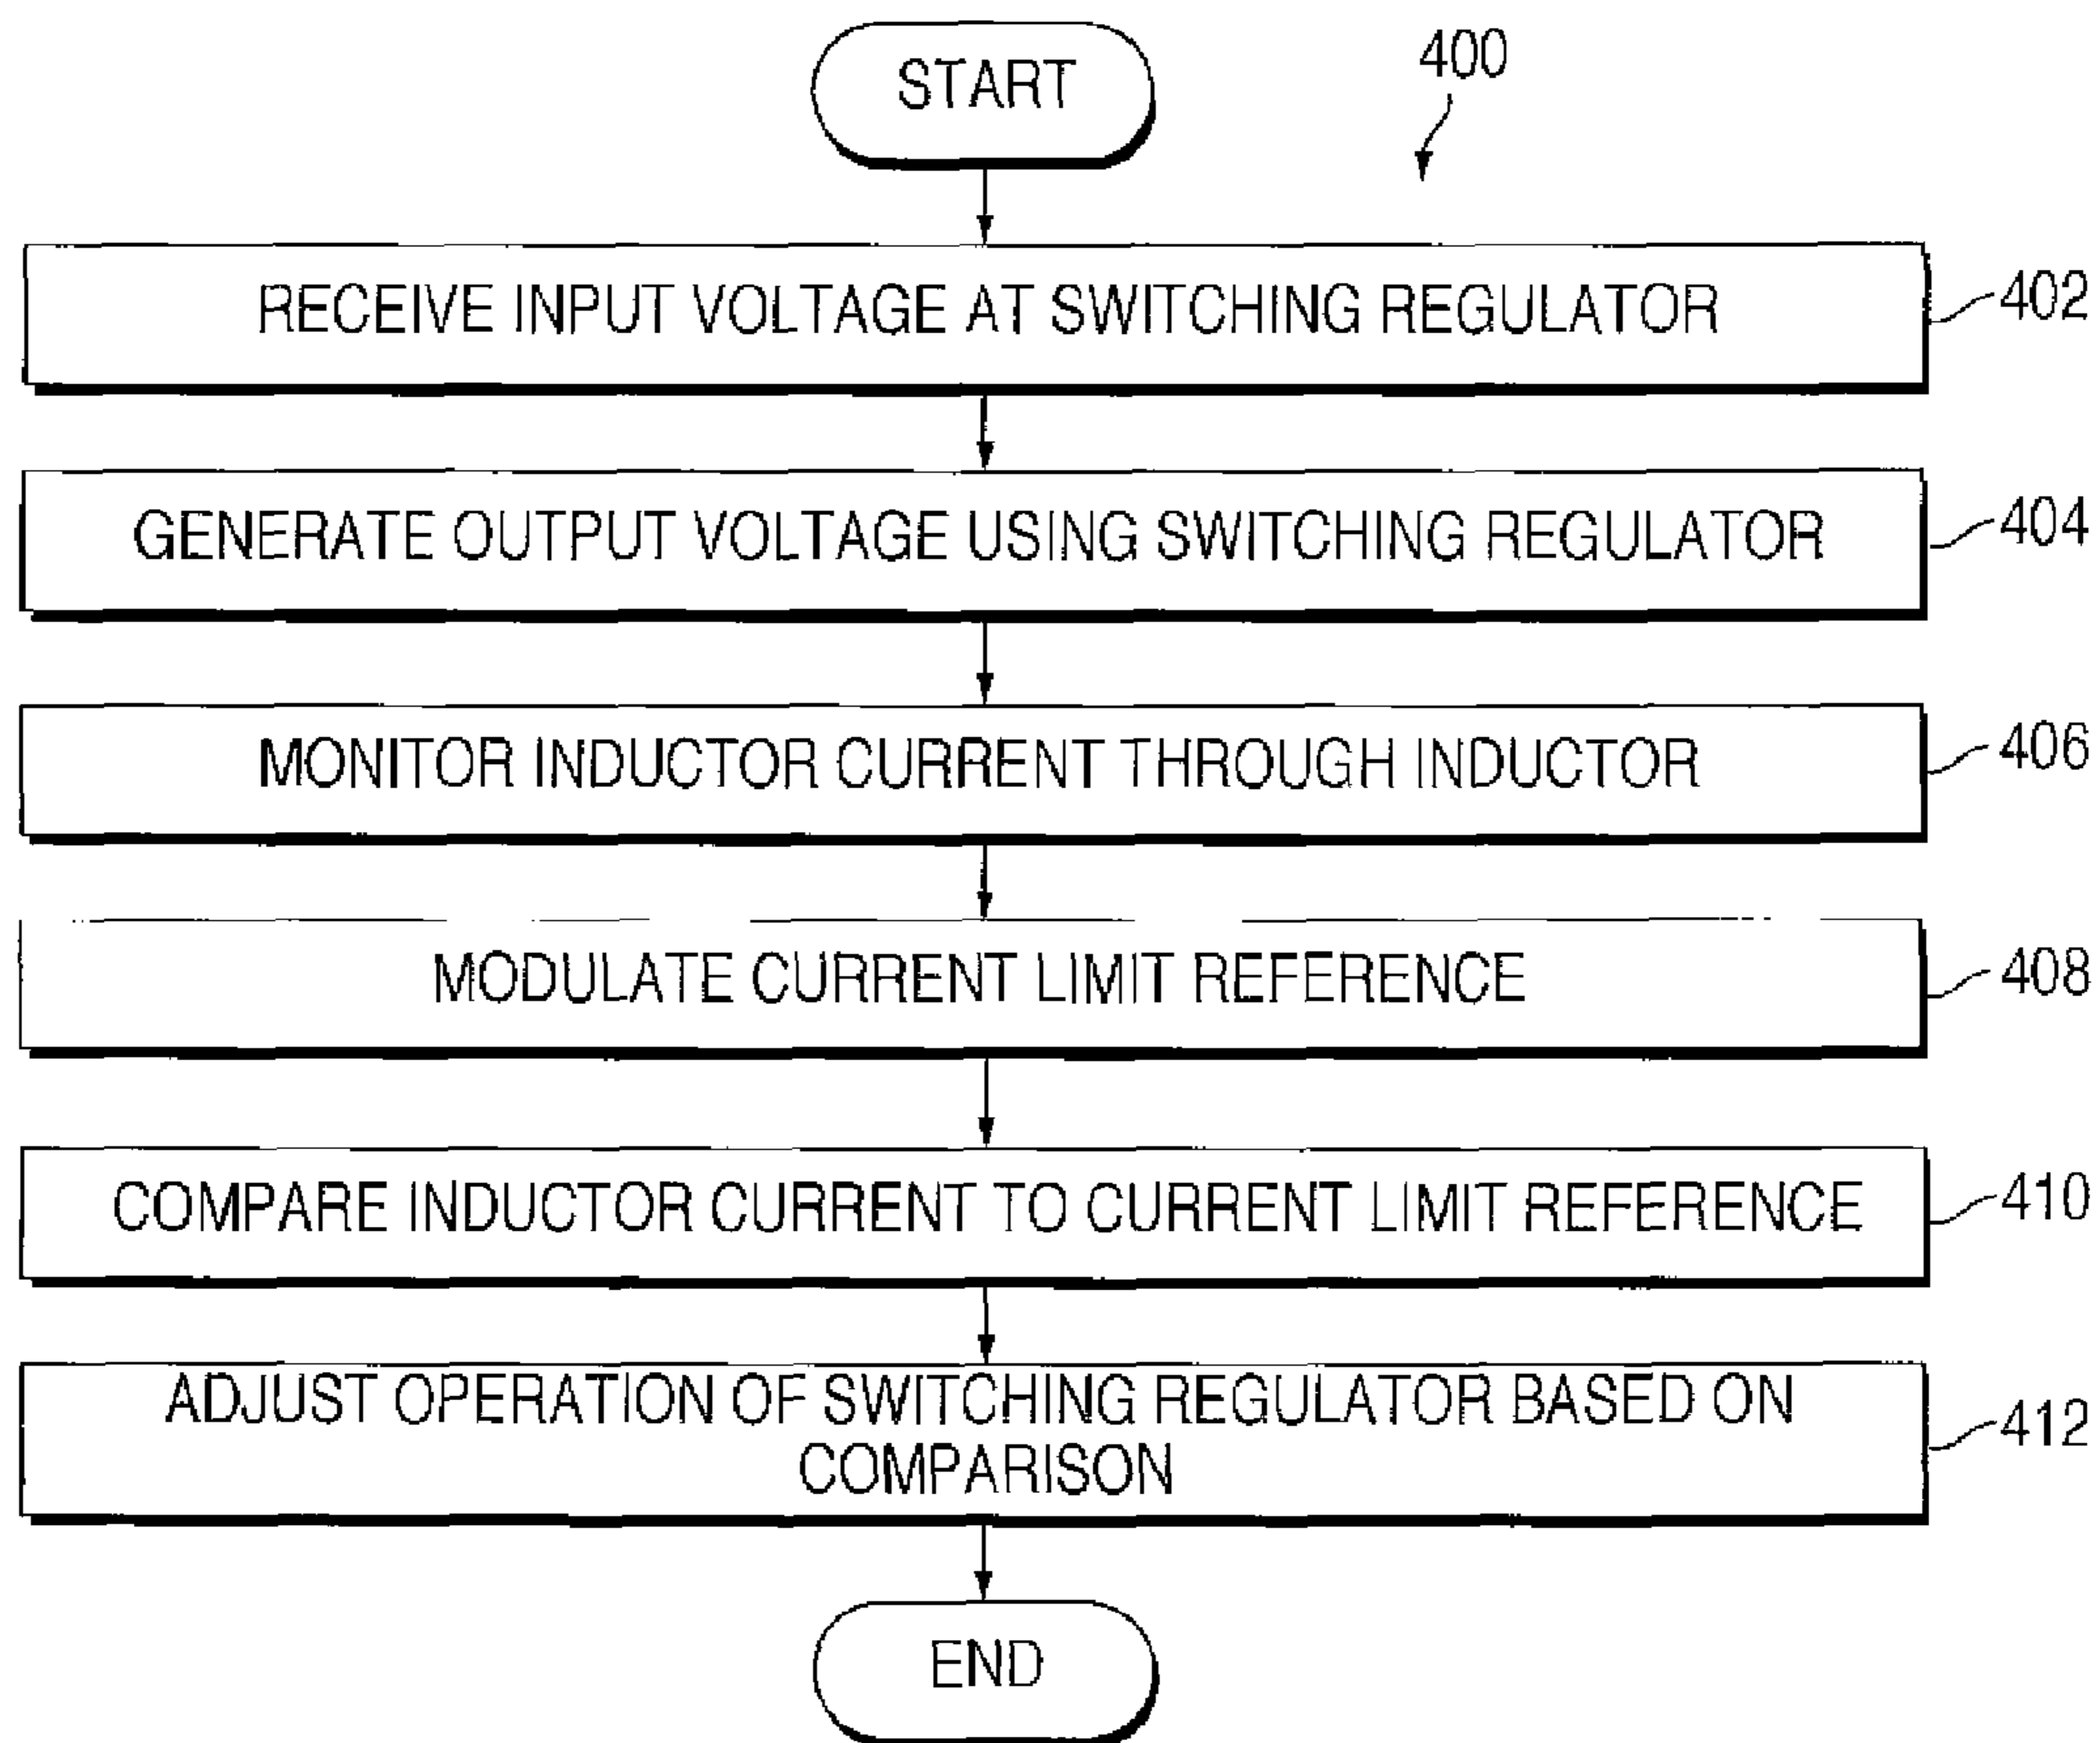 START
400
RECEIVE INPUT VOLTAGE AT SWITCHING REGULATOR
402
GENERATE OUTPUT VOLTAGE USING SWITCHING REGULATOR
404
MONITOR INDUCTOR CURRENT THROUGH INDUCTOR
406
MODULATE CURRENT LIMIT REFERENCE
408
COMPARE INDUCTOR CURRENT TO CURRENT LIMIT REFERENCE
410
ADJUST OPERATION OF SWITCHING REGULATOR BASED ON
COMPARISON
412
END